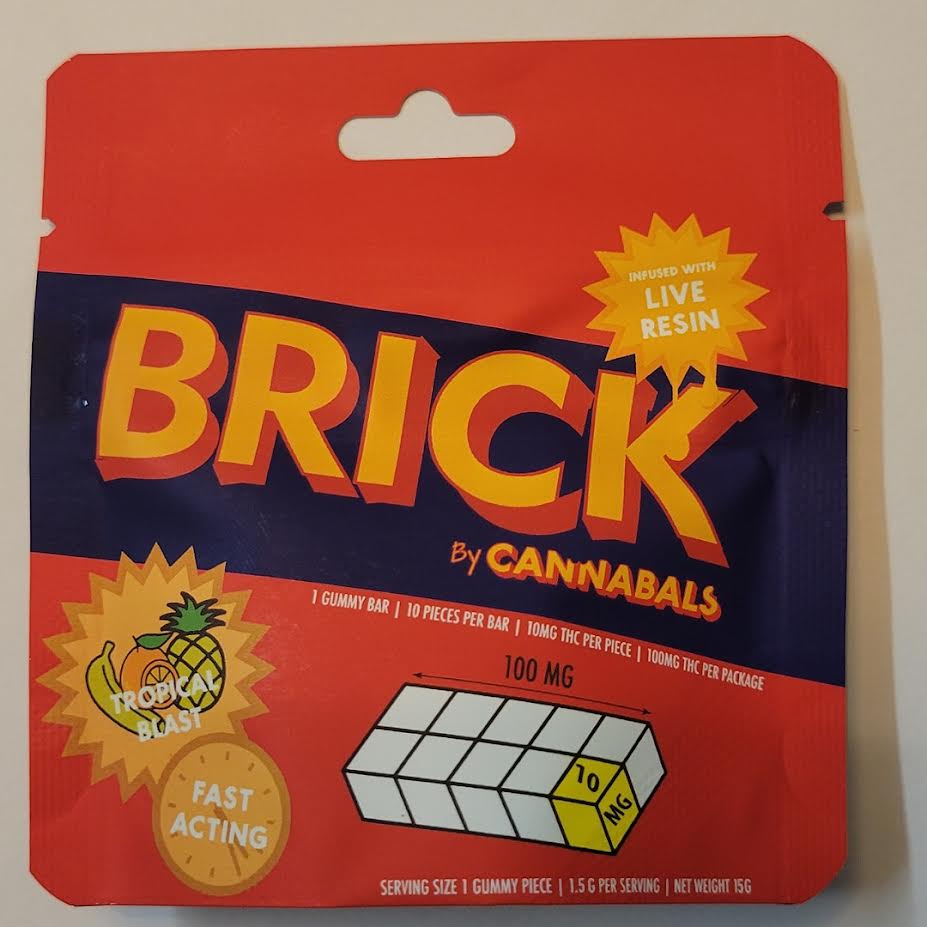 INFUSED WITH
LIVE
RESIN
BRICK
By CANNABALS
1 GUMMY BAR | 10 PIECES PER BAR | 10MG THC PER PIECE | 100MG THC PER PACKAGE
100 MG
10
MG
TROPICAL
BLAST
FAST
ACTING
SERVING SIZE 1 GUMMY PIECE | 1.5 G PER SERVING | NET WEIGHT 15G